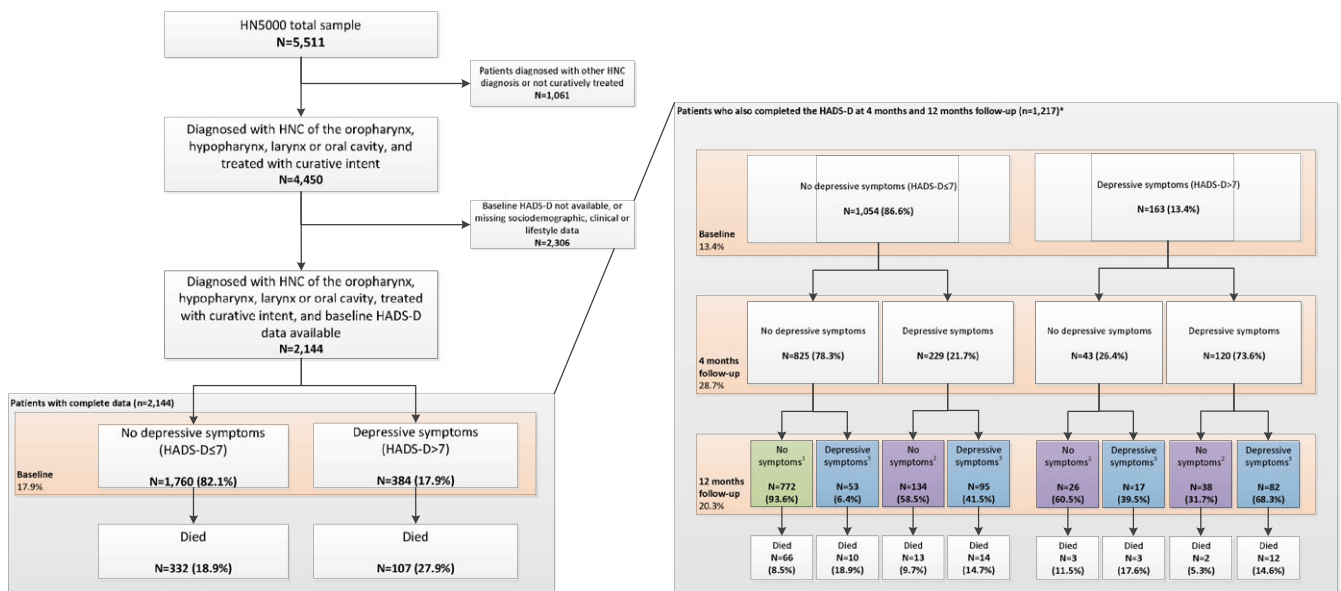 HN5000 total sample
N=5,511
Patients diagnosed with other HNC
diagnosis or not curatively treated
N=1,061
Diagnosed with HNC of the oropharynx,
hypopharynx, larynx or oral cavity, and
treated with curative intent
N=4,450
Baseline HADS-D not available, or
missing sociodemographic, clinical or
lifestyle data
N=2,306
Diagnosed with HNC of the oropharynx,
hypopharynx, larynx or oral cavity, treated
with curative intent, and baseline HADS-D
data available
N=2,144
Patients with complete data (n=2,144)
Baseline
17.9%
No depressive symptoms
(HADS-D≤7)
N=1,760 (82.1%)
Depressive symptoms
(HADS-D>7)
N=384 (17.9%)
Died
N=332 (18.9%)
Died
N=107 (27.9%)
Patients who also completed the HADS-D at 4 months and 12 months follow-up (n=1,217)*
Baseline
13.4%
No depressive symptoms (HADS-D≤7)
N=1,054 (86.6%)
Depressive symptoms (HADS-D>7)
N=163 (13.4%)
4 months
follow-up
28.7%
No depressive symptoms
N=825 (78.3%)
Depressive symptoms
N=229 (21.7%)
No depressive symptoms
N=43 (26.4%)
Depressive symptoms
N=120 (73.6%)
12 months
follow-up
20.3%
No
symptoms¹
N=772
(93.6%)
Depressive
symptoms³
N=53
(6.4%)
No
symptoms²
N=134
(58.5%)
Depressive
symptoms³
N=95
(41.5%)
No
symptoms²
N=26
(60.5%)
Depressive
symptoms³
N=17
(39.5%)
No
symptoms²
N=38
(31.7%)
Depressive
symptoms³
N=82
(68.3%)
Died
N=66
(8.5%)
Died
N=10
(18.9%)
Died
N=13
(9.7%)
Died
N=14
(14.7%)
Died
N=3
(11.5%)
Died
N=3
(17.6%)
Died
N=2
(5.3%)
Died
N=12
(14.6%)